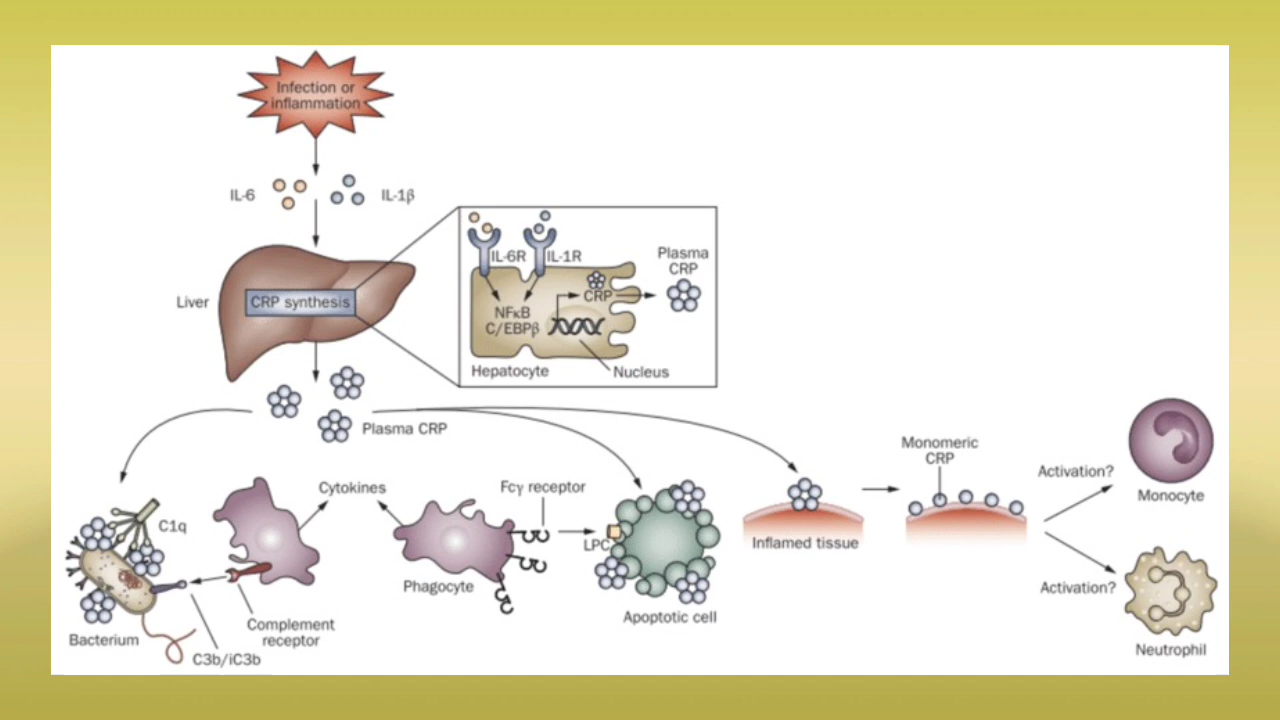 Infection or
inflammation
IL-6
IL-1β
IL-6R
IL-1R
Plasma
CRP
Liver
CRP synthesis
CRP
NFκB
C/EBPβ
Hepatocyte
Nucleus
Plasma CRP
Monomeric
CRP
Activation?
Monocyte
Cytokines
Fcγ receptor
C1q
LPC
Inflamed tissue
Phagocyte
Activation?
Apoptotic cell
Complement
receptor
Bacterium
C3b/iC3b
Neutrophil